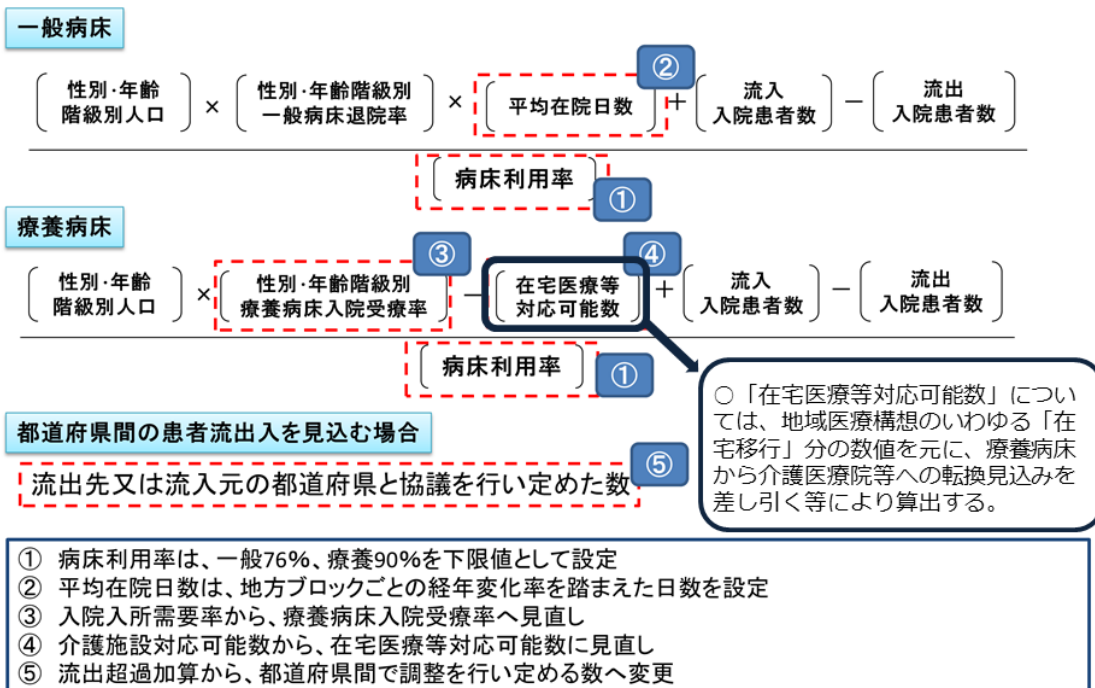 一般病床
②
性別・年齢 階級別人口 × 性別・年齢階級別 一般病床退院率 × 平均在院日数 + 流入 入院患者数 − 流出 入院患者数
病床利用率
①
療養病床
③
④
性別・年齢 階級別人口 × 性別・年齢階級別 療養病床入院受療率 − 在宅医療等 対応可能数 + 流入 入院患者数 − 流出 入院患者数
病床利用率
①
○「在宅医療等対応可能数」につい
ては、地域医療構想のいわゆる「在
宅移行」分の数値を元に、療養病床
から介護医療院等への転換見込みを
差し引く等により算出する。
都道府県間の患者流出入を見込む場合
⑤
流出先又は流入元の都道府県と協議を行い定めた数
① 病床利用率は、一般76%、療養90%を下限値として設定
② 平均在院日数は、地方ブロックごとの経年変化率を踏まえた日数を設定
③ 入院入所需要率から、療養病床入院受療率へ見直し
④ 介護施設対応可能数から、在宅医療等対応可能数に見直し
⑤ 流出超過加算から、都道府県間で調整を行い定める数へ変更